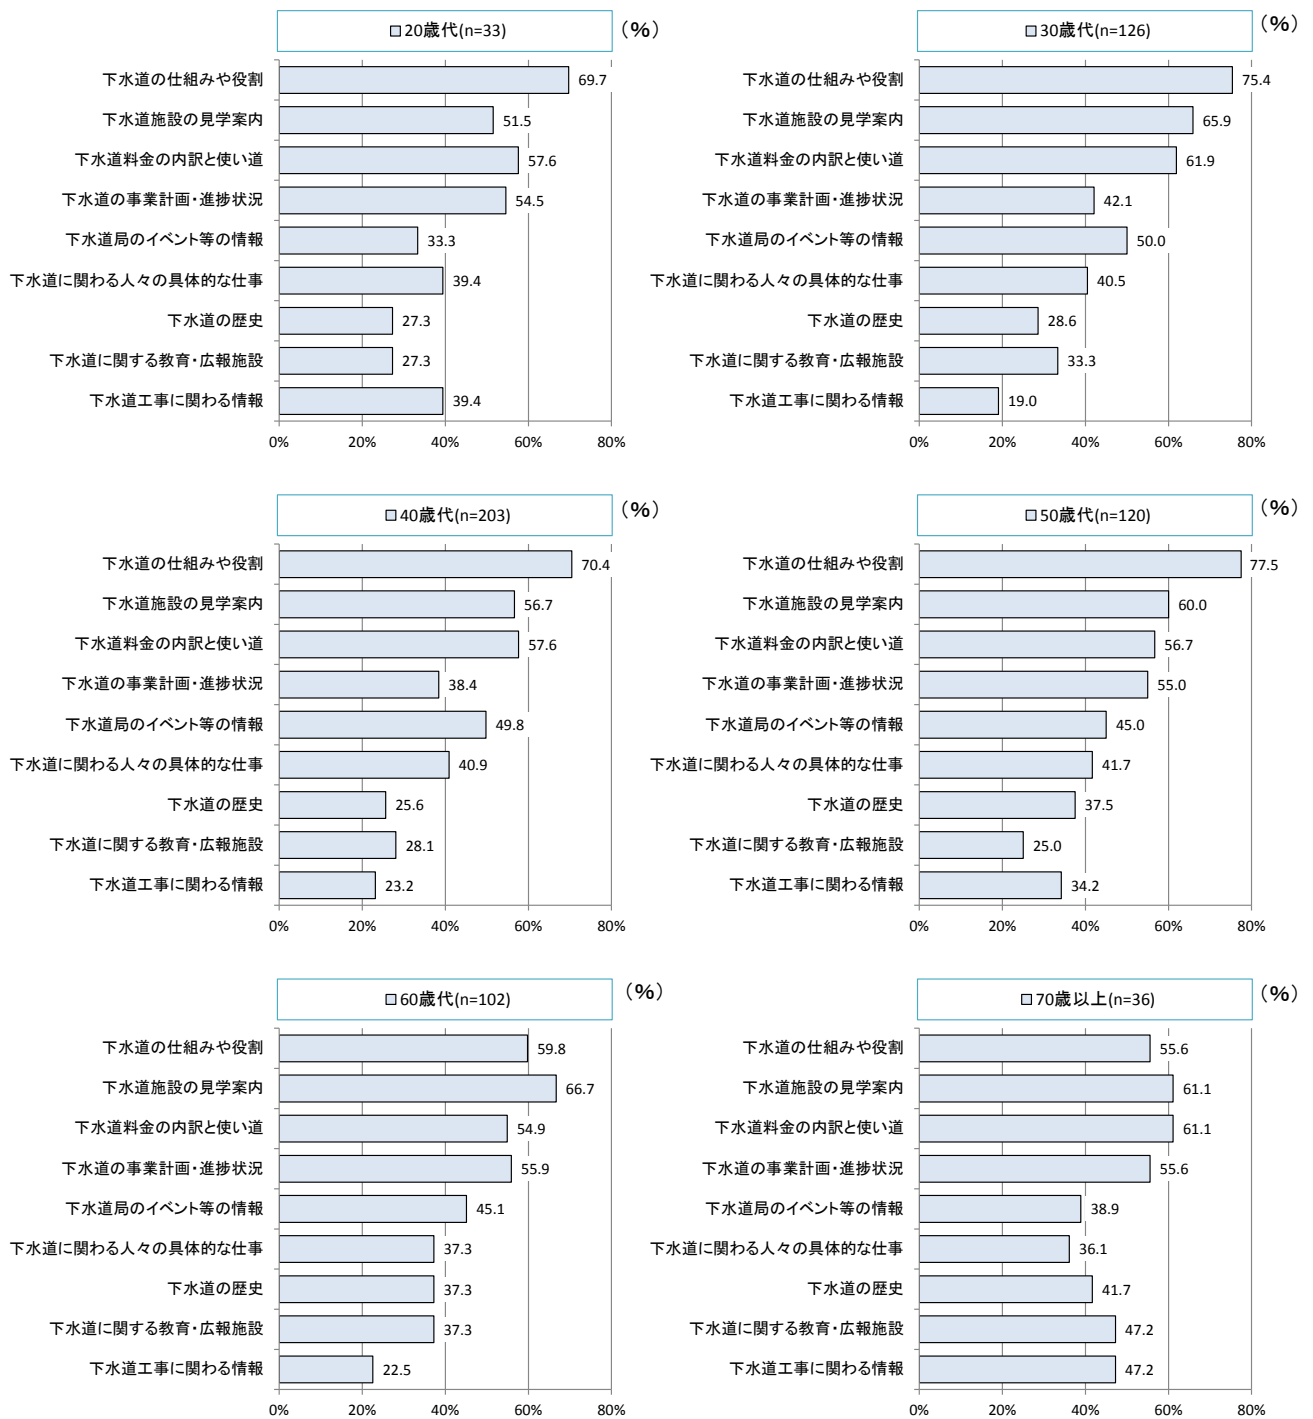 20歳代(n=33) (%)
下水道の仕組みや役割 69.7
下水道施設の見学案内 51.5
下水道料金の内訳と使い道 57.6
下水道の事業計画・進捗状況 54.5
下水道局のイベント等の情報 33.3
下水道に関わる人々の具体的な仕事 39.4
下水道の歴史 27.3
下水道に関する教育・広報施設 27.3
下水道工事に関わる情報 39.4
0% 20% 40% 60% 80%
30歳代(n=126) (%)
下水道の仕組みや役割 75.4
下水道施設の見学案内 65.9
下水道料金の内訳と使い道 61.9
下水道の事業計画・進捗状況 42.1
下水道局のイベント等の情報 50.0
下水道に関わる人々の具体的な仕事 40.5
下水道の歴史 28.6
下水道に関する教育・広報施設 33.3
下水道工事に関わる情報 19.0
0% 20% 40% 60% 80%
40歳代(n=203) (%)
下水道の仕組みや役割 70.4
下水道施設の見学案内 56.7
下水道料金の内訳と使い道 57.6
下水道の事業計画・進捗状況 38.4
下水道局のイベント等の情報 49.8
下水道に関わる人々の具体的な仕事 40.9
下水道の歴史 25.6
下水道に関する教育・広報施設 28.1
下水道工事に関わる情報 23.2
0% 20% 40% 60% 80%
50歳代(n=120) (%)
下水道の仕組みや役割 77.5
下水道施設の見学案内 60.0
下水道料金の内訳と使い道 56.7
下水道の事業計画・進捗状況 55.0
下水道局のイベント等の情報 45.0
下水道に関わる人々の具体的な仕事 41.7
下水道の歴史 37.5
下水道に関する教育・広報施設 25.0
下水道工事に関わる情報 34.2
0% 20% 40% 60% 80%
60歳代(n=102) (%)
下水道の仕組みや役割 59.8
下水道施設の見学案内 66.7
下水道料金の内訳と使い道 54.9
下水道の事業計画・進捗状況 55.9
下水道局のイベント等の情報 45.1
下水道に関わる人々の具体的な仕事 37.3
下水道の歴史 37.3
下水道に関する教育・広報施設 37.3
下水道工事に関わる情報 22.5
0% 20% 40% 60% 80%
70歳以上(n=36) (%)
下水道の仕組みや役割 55.6
下水道施設の見学案内 61.1
下水道料金の内訳と使い道 61.1
下水道の事業計画・進捗状況 55.6
下水道局のイベント等の情報 38.9
下水道に関わる人々の具体的な仕事 36.1
下水道の歴史 41.7
下水道に関する教育・広報施設 47.2
下水道工事に関わる情報 47.2
0% 20% 40% 60% 80%